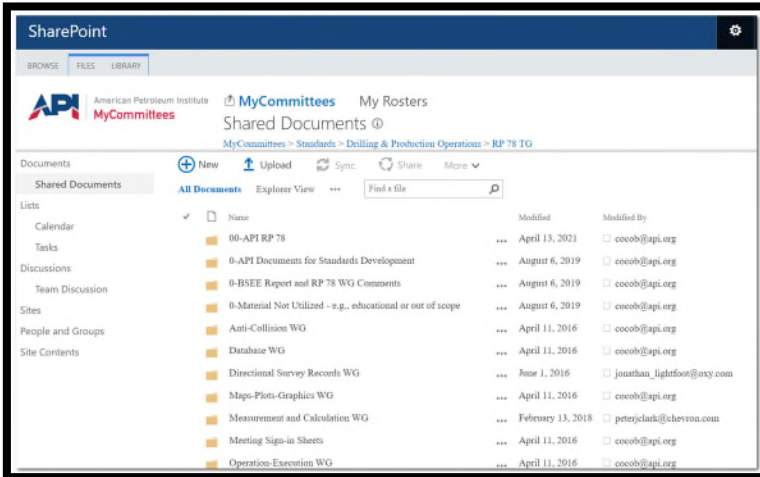 SharePoint
BROWSE FILES LIBRARY
API American Petroleum Institute
MyCommittees
MyCommittees My Rosters
Shared Documents
MyCommittees > Standards > Drilling & Production Operations > RP 78 TG
Documents
Shared Documents
Lists
Calendar
Tasks
Discussions
Team Discussion
Sites
People and Groups
Site Contents
New Upload Sync Share More
All Documents Explorer View ••• Find a file
Name Modified Modified By
00-API RP 78 ... April 13, 2021 cocob@api.org
0-API Documents for Standards Development ... August 6, 2019 cocob@api.org
0-BSEE Report and RP 78 WG Comments ... August 6, 2019 cocob@api.org
0-Material Not Utilized - e.g., educational or out of scope ... August 6, 2019 cocob@api.org
Anti-Collision WG ... April 11, 2016 cocob@api.org
Database WG ... April 11, 2016 cocob@api.org
Directional Survey Records WG ... June 1, 2016 jonathan_lightfoot@oxy.com
Maps-Plots-Graphics WG ... April 11, 2016 cocob@api.org
Measurement and Calculation WG ... February 13, 2018 peterjclark@chevron.com
Meeting Sign-in Sheets ... April 11, 2016 cocob@api.org
Operation-Execution WG ... April 11, 2016 cocob@api.org